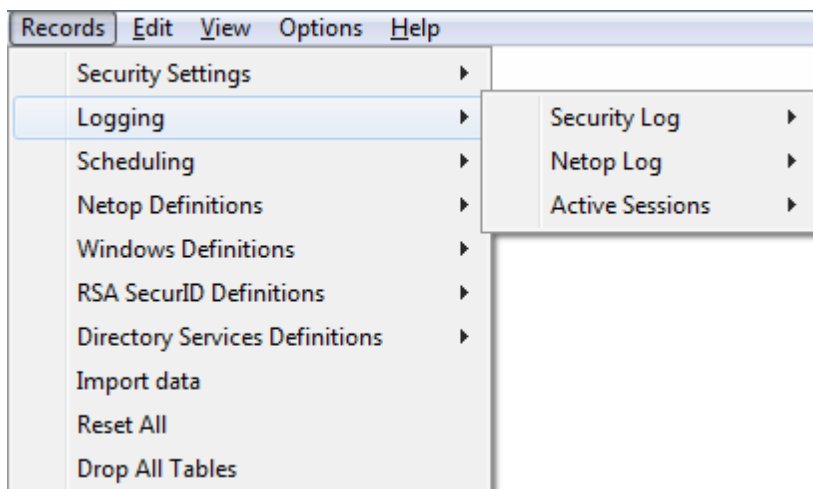 Records Edit View Options Help
Security Settings
Logging
Scheduling
Netop Definitions
Windows Definitions
RSA SecurID Definitions
Directory Services Definitions
Import data
Reset All
Drop All Tables
Security Log
Netop Log
Active Sessions